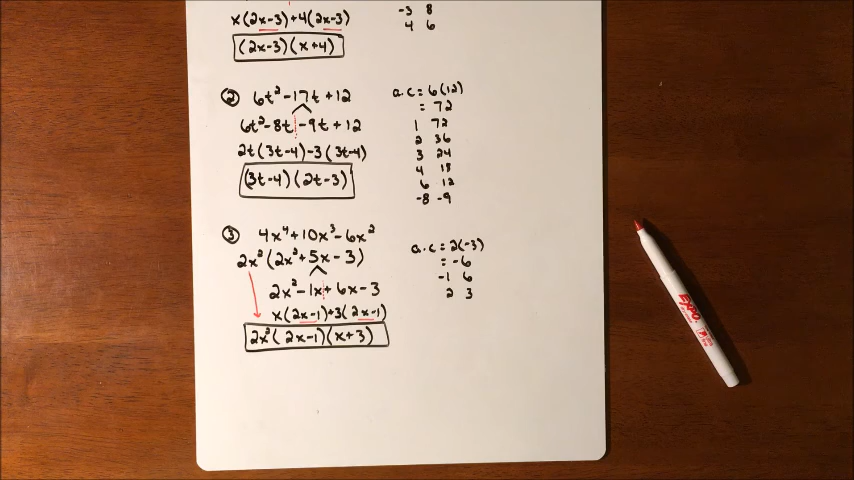 x(2x-3)+4(2x-3)
(2x-3)(x+4)
-3 8
4 6
② 6t² - 17t + 12
6t² - 8t - 9t + 12
2t(3t-4) - 3(3t-4)
(3t-4)(2t-3)
a·c = 6(12)
= 72
1 72
2 36
3 24
4 18
6 12
-8 -9
③ 4x⁴ + 10x³ - 6x²
2x²(2x² + 5x - 3)
2x² - 1x + 6x - 3
x(2x-1) + 3(2x-1)
2x²(2x-1)(x+3)
a·c = 2(-3)
= -6
-1 6
2 3
EXPO